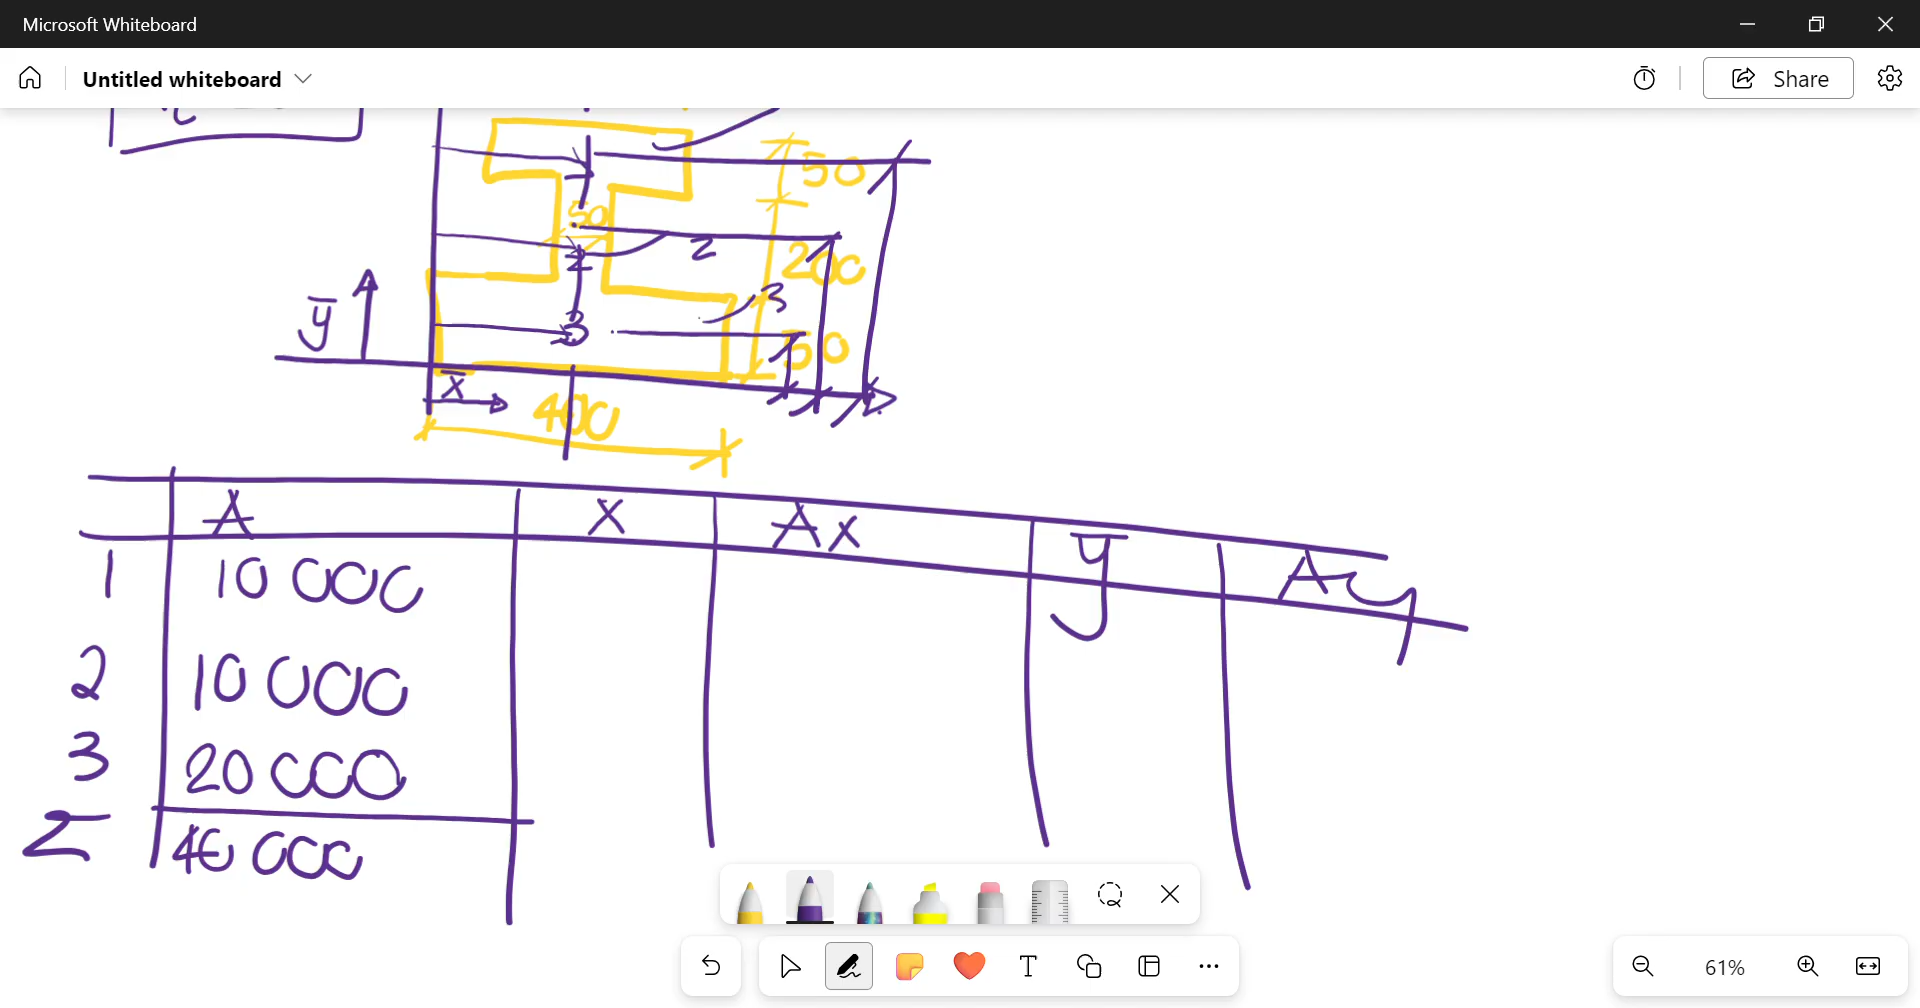 Microsoft Whiteboard
Untitled whiteboard
Share
50
50
2
2
200
3
3
50
y̅
x̅
400
A X Ax y̅ Ay
1 10 000
2 10 000
3 20 000
Σ 40 000
T
61%